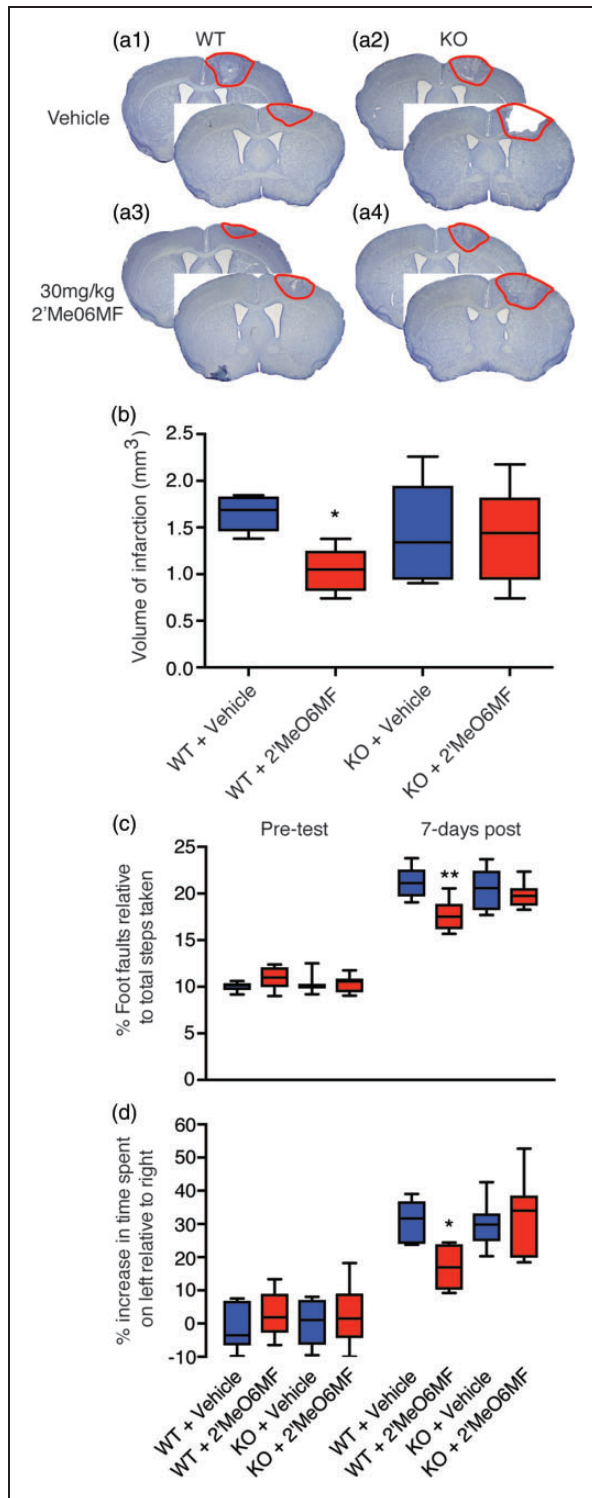 (a1) WT (a2) KO
Vehicle
(a3) (a4)
30mg/kg
2'Me06MF
(b)
Volume of infarction (mm3)
2.5
2.0
1.5
1.0
0.5
0.0
*
WT + Vehicle
WT + 2'MeO6MF
KO + Vehicle
KO + 2'MeO6MF
(c) Pre-test 7-days post
% Foot faults relative
to total steps taken
25
20
15
10
5
0
**
(d)
% increase in time spent
on left relative to right
60
50
40
30
20
10
0
-10
*
WT + Vehicle
WT + 2'MeO6MF
KO + Vehicle
KO + 2'MeO6MF
WT + Vehicle
WT + 2'MeO6MF
KO + Vehicle
KO + 2'MeO6MF